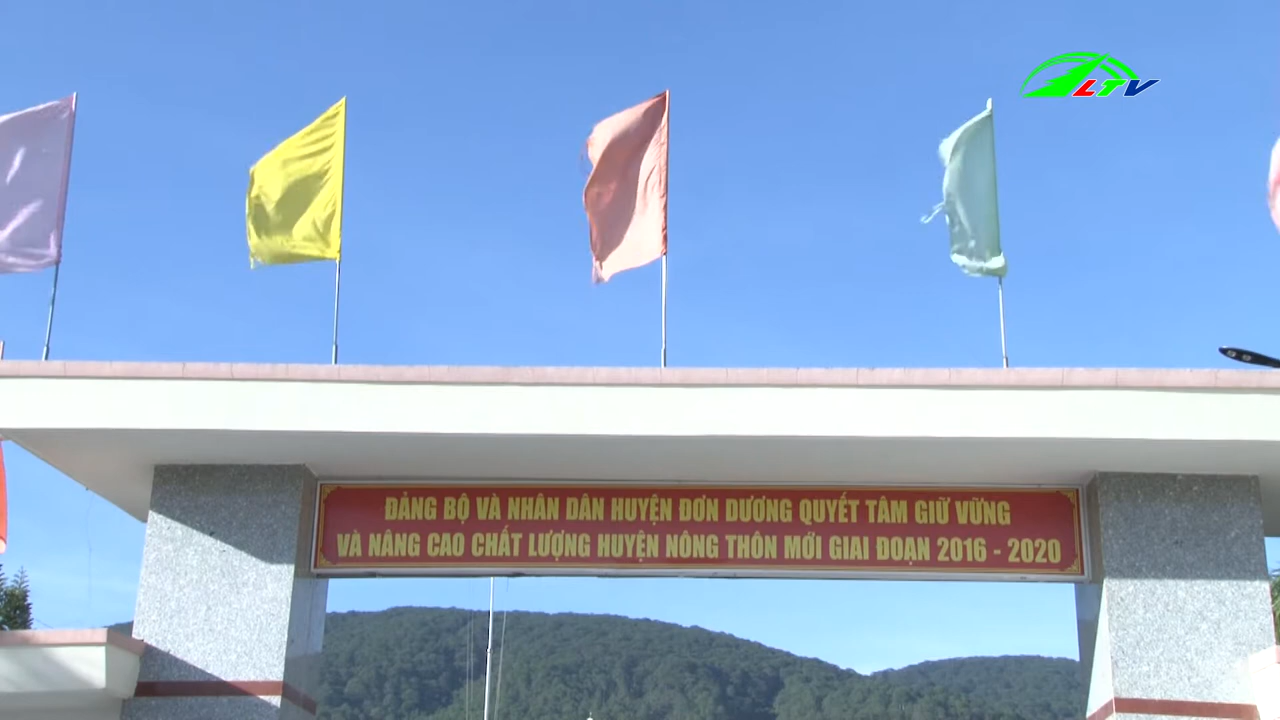 LTV
ĐẢNG BỘ VÀ NHÂN DÂN HUYỆN ĐƠN DƯƠNG QUYẾT TÂM GIỮ VỮNG
VÀ NÂNG CAO CHẤT LƯỢNG HUYỆN NÔNG THÔN MỚI GIAI ĐOẠN 2016 - 2020